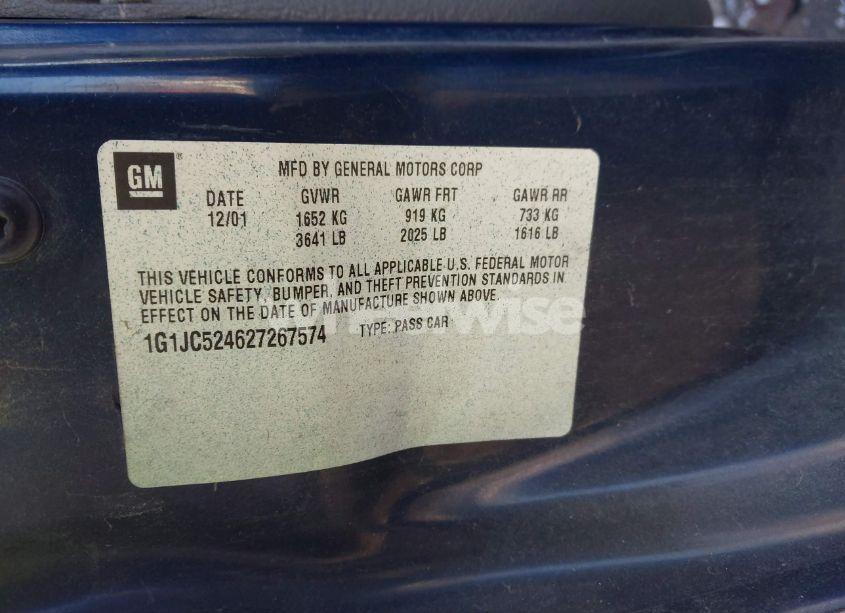 GM
MFD BY GENERAL MOTORS CORP
DATE GVWR GAWR FRT GAWR RR
12/01 1652 KG 919 KG 733 KG
3641 LB 2025 LB 1616 LB
THIS VEHICLE CONFORMS TO ALL APPLICABLE U.S. FEDERAL MOTOR
VEHICLE SAFETY, BUMPER, AND THEFT PREVENTION STANDARDS IN
EFFECT ON THE DATE OF MANUFACTURE SHOWN ABOVE.
1G1JC524627267574 TYPE: PASS CAR